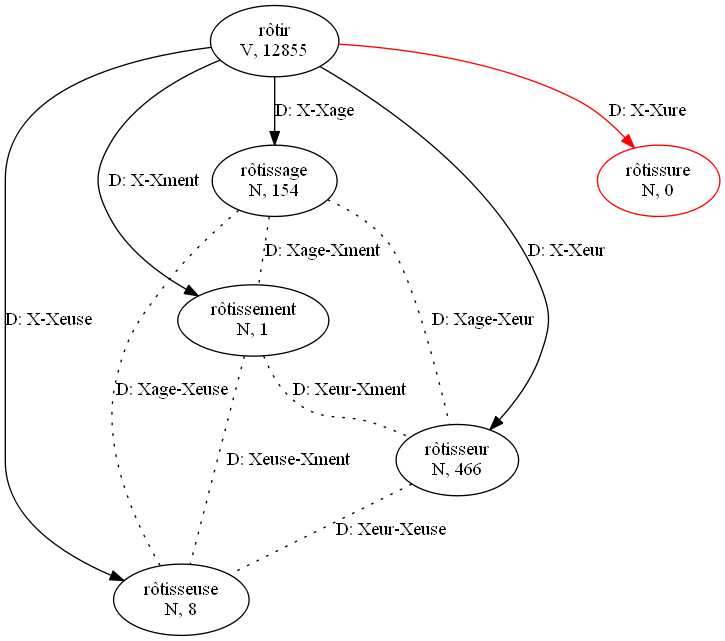 rôtir
V, 12855
D: X-Xage
D: X-Xure
rôtissage
N, 154
rôtissure
N, 0
D: X-Xment
D: Xage-Xment
D: X-Xeur
rôtissement
N, 1
D: X-Xeuse
D: Xage-Xeur
D: Xage-Xeuse
D: Xeur-Xment
rôtisseur
N, 466
D: Xeuse-Xment
D: Xeur-Xeuse
rôtisseuse
N, 8